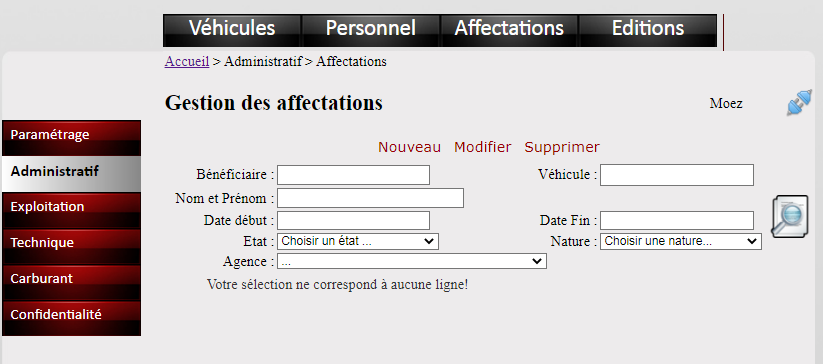 Véhicules Personnel Affectations Editions
Accueil > Administratif > Affectations
Gestion des affectations
Moez
Paramétrage
Administratif
Exploitation
Technique
Carburant
Confidentialité
Nouveau Modifier Supprimer
Bénéficiaire : Véhicule :
Nom et Prénom :
Date début : Date Fin :
Etat : Choisir un état ... Nature : Choisir une nature...
Agence : ...
Votre sélection ne correspond à aucune ligne!